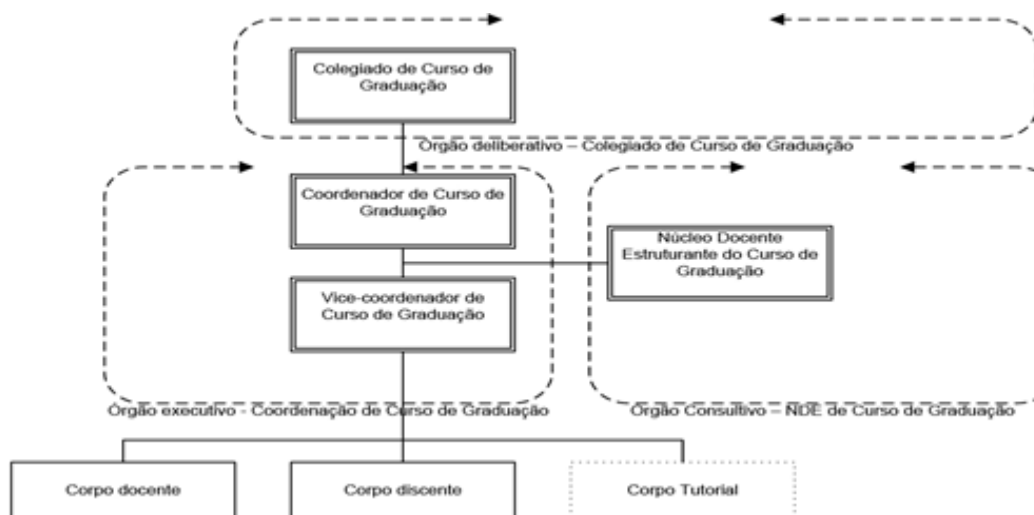 Colegiado de Curso de
Graduação
Órgão deliberativo – Colegiado de Curso de Graduação
Coordenador de Curso de
Graduação
Núcleo Docente
Estruturante do Curso de
Graduação
Vice-coordenador de
Curso de Graduação
Órgão executivo - Coordenação de Curso de Graduação
Órgão Consultivo – NDE de Curso de Graduação
Corpo docente
Corpo discente
Corpo Tutorial